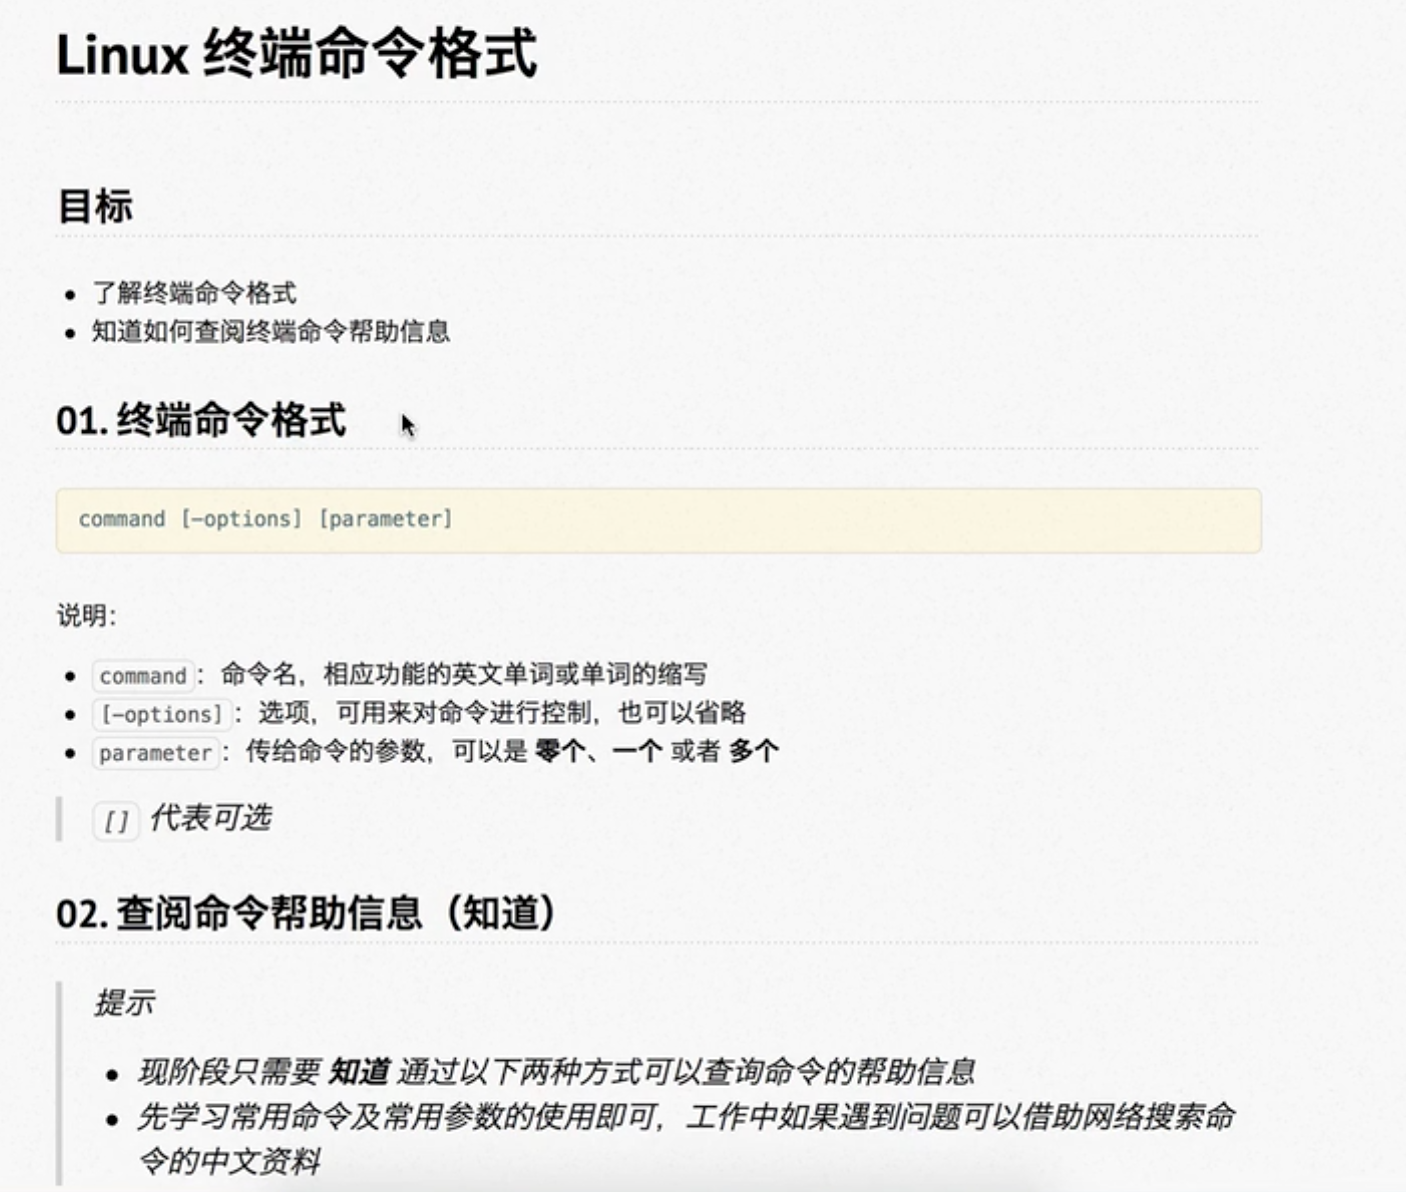 Linux 终端命令格式
目标
• 了解终端命令格式
• 知道如何查阅终端命令帮助信息
01. 终端命令格式
command [-options] [parameter]
说明：
• command：命令名，相应功能的英文单词或单词的缩写
• [-options]：选项，可用来对命令进行控制，也可以省略
• parameter：传给命令的参数，可以是 零个、一个 或者 多个
[] 代表可选
02. 查阅命令帮助信息（知道）
提示
• 现阶段只需要 知道 通过以下两种方式可以查询命令的帮助信息
• 先学习常用命令及常用参数的使用即可，工作中如果遇到问题可以借助网络搜索命
令的中文资料